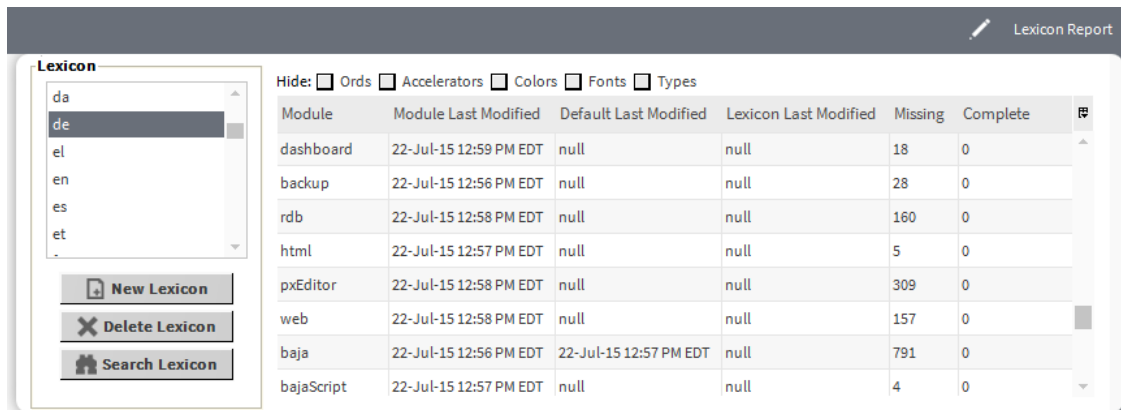 Lexicon Report
Lexicon
da
de
el
en
es
et
New Lexicon
Delete Lexicon
Search Lexicon
Hide: Ords Accelerators Colors Fonts Types
Module Module Last Modified Default Last Modified Lexicon Last Modified Missing Complete
dashboard 22-Jul-15 12:59 PM EDT null null 18 0
backup 22-Jul-15 12:56 PM EDT null null 28 0
rdb 22-Jul-15 12:58 PM EDT null null 160 0
html 22-Jul-15 12:57 PM EDT null null 5 0
pxEditor 22-Jul-15 12:58 PM EDT null null 309 0
web 22-Jul-15 12:58 PM EDT null null 157 0
baja 22-Jul-15 12:56 PM EDT 22-Jul-15 12:57 PM EDT null 791 0
bajaScript 22-Jul-15 12:57 PM EDT null null 4 0